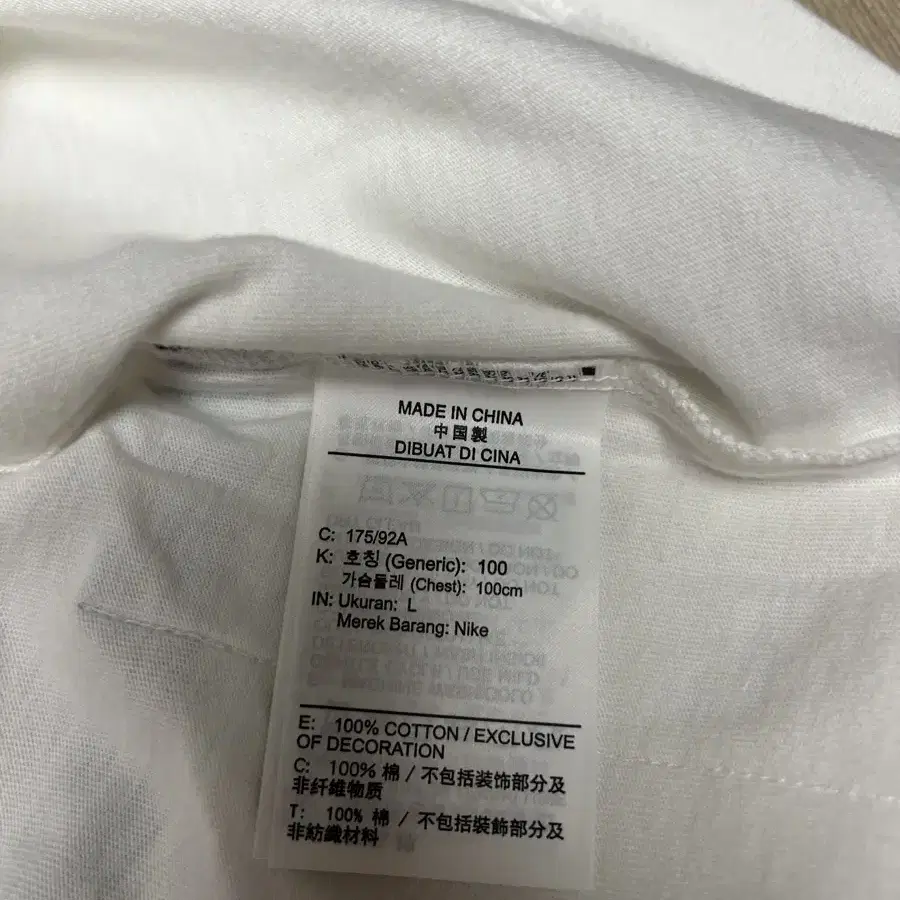 MADE IN CHINA
中国製
DIBUAT DI CINA
C: 175/92A
K: 호칭 (Generic): 100
가슴둘레 (Chest): 100cm
IN: Ukuran: L
Merek Barang: Nike
E: 100% COTTON / EXCLUSIVE
OF DECORATION
C: 100% 棉 / 不包括装饰部分及
非纤维物质
T: 100% 棉 / 不包括裝飾部分及
非紡織材料